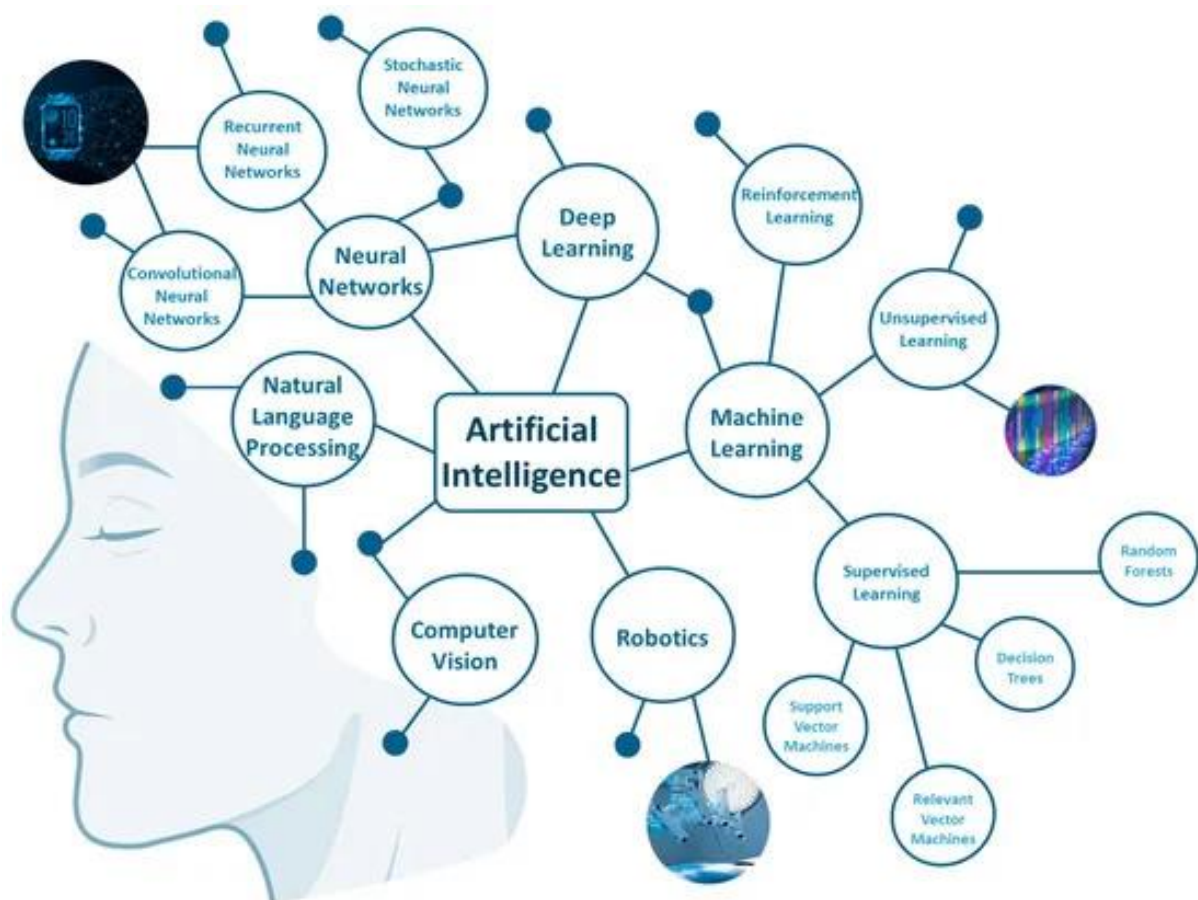 Stochastic
Neural
Networks
Recurrent
Neural
Networks
Deep
Learning
Reinforcement
Learning
Neural
Networks
Convolutional
Neural
Networks
Unsupervised
Learning
Natural
Language
Processing
Artificial
Intelligence
Machine
Learning
Supervised
Learning
Random
Forests
Computer
Vision
Robotics
Decision
Trees
Support
Vector
Machines
Relevant
Vector
Machines